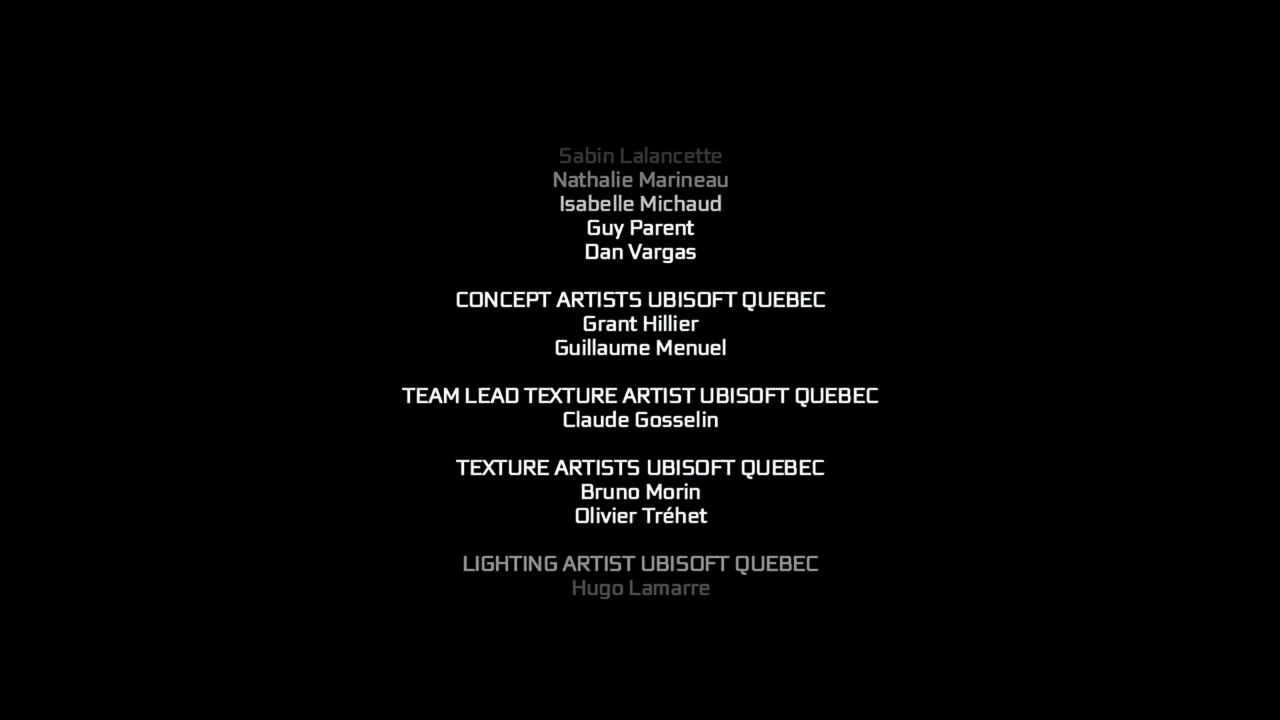 Sabin Lalancette
Nathalie Marineau
Isabelle Michaud
Guy Parent
Dan Vargas
CONCEPT ARTISTS UBISOFT QUEBEC
Grant Hillier
Guillaume Menuel
TEAM LEAD TEXTURE ARTIST UBISOFT QUEBEC
Claude Gosselin
TEXTURE ARTISTS UBISOFT QUEBEC
Bruno Morin
Olivier Tréhet
LIGHTING ARTIST UBISOFT QUEBEC
Hugo Lamarre